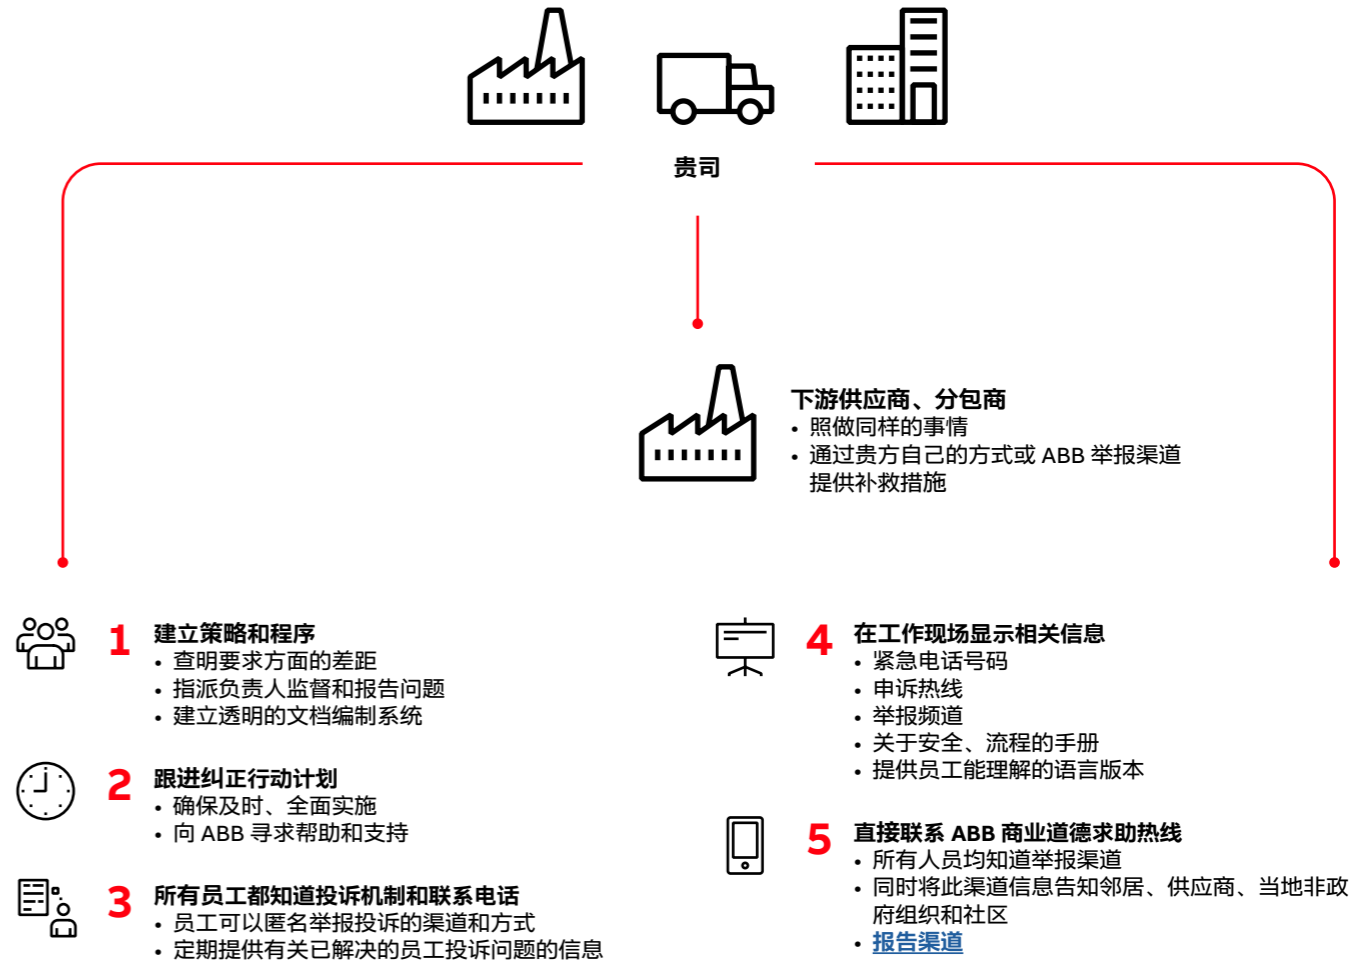 贵司
下游供应商、分包商
• 照做同样的事情
• 通过贵方自己的方式或 ABB 举报渠道
提供补救措施
1 建立策略和程序
• 查明要求方面的差距
• 指派负责人监督和报告问题
• 建立透明的文档编制系统
2 跟进纠正行动计划
• 确保及时、全面实施
• 向 ABB 寻求帮助和支持
3 所有员工都知道投诉机制和联系电话
• 员工可以匿名举报投诉的渠道和方式
• 定期提供有关已解决的员工投诉问题的信息
4 在工作现场显示相关信息
• 紧急电话号码
• 申诉热线
• 举报频道
• 关于安全、流程的手册
• 提供员工能理解的语言版本
5 直接联系 ABB 商业道德求助热线
• 所有人员均知道举报渠道
• 同时将此渠道信息告知邻居、供应商、当地非政
府组织和社区
• 报告渠道